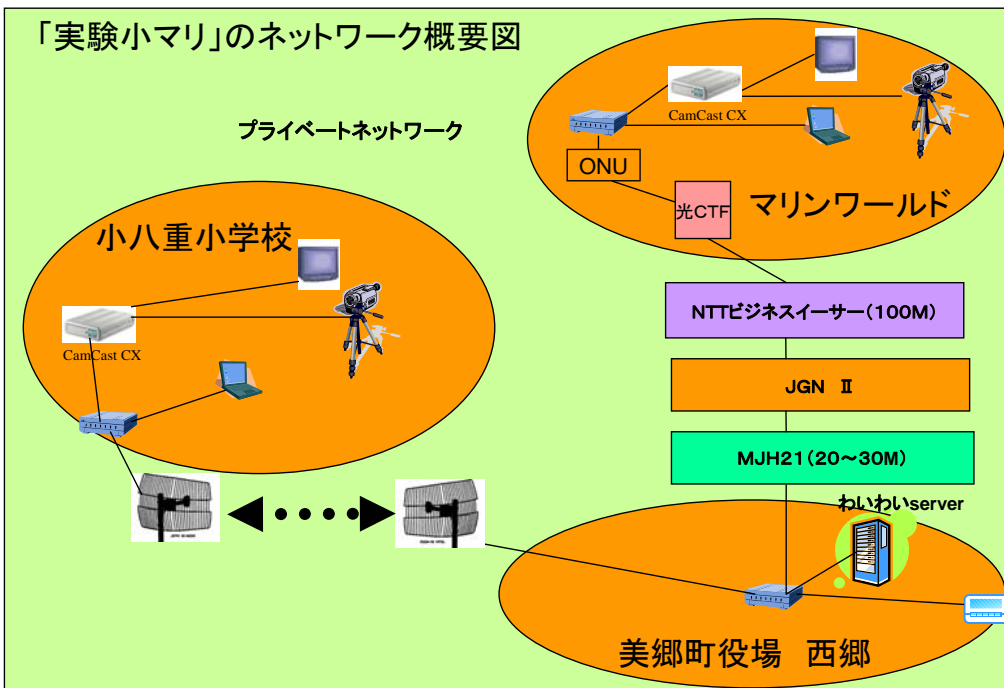 「実験小マリ」のネットワーク概要図
CamCast CX
プライベートネットワーク
ONU
光CTF
マリンワールド
小八重小学校
CamCast CX
NTTビジネスイーサー(100M)
JGN Ⅱ
MJH21(20～30M)
わいわいserver
美郷町役場 西郷